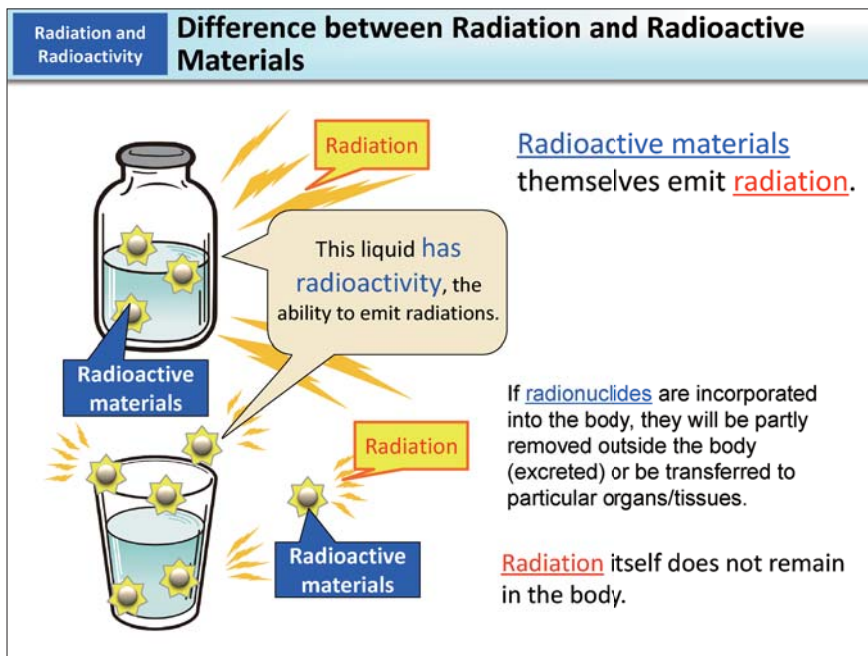 Radiation and
Radioactivity
Difference between Radiation and Radioactive
Materials
Radiation
Radioactive materials
themselves emit radiation.
This liquid has
radioactivity, the
ability to emit radiations.
Radioactive
materials
If radionuclides are incorporated
into the body, they will be partly
removed outside the body
(excreted) or be transferred to
particular organs/tissues.
Radiation
Radioactive
materials
Radiation itself does not remain
in the body.